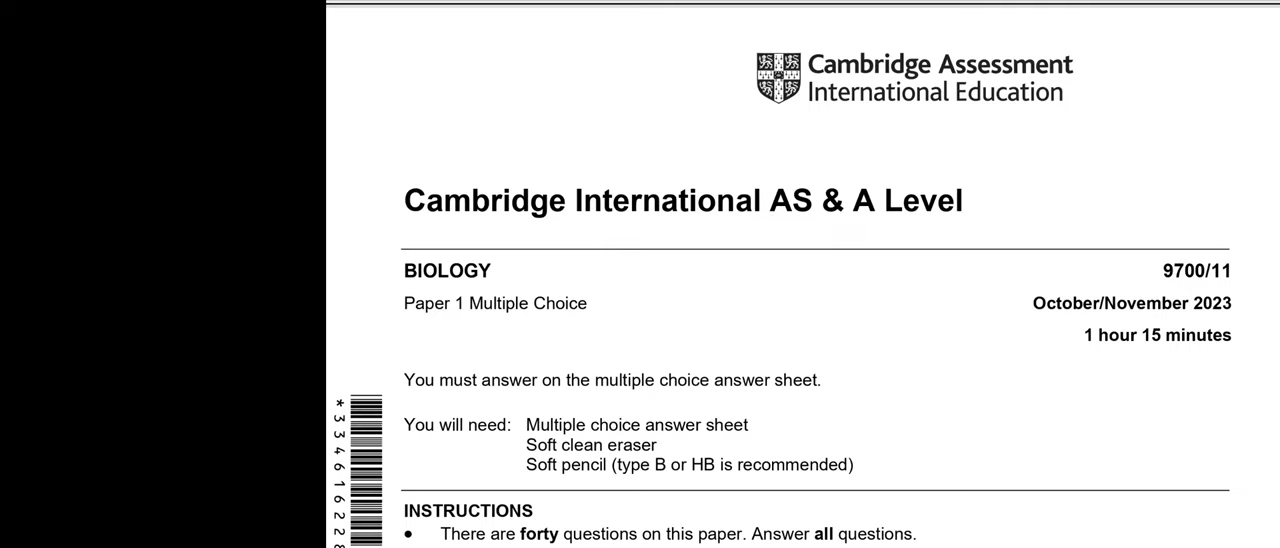 Cambridge Assessment
International Education
Cambridge International AS & A Level
BIOLOGY 9700/11
Paper 1 Multiple Choice October/November 2023
1 hour 15 minutes
You must answer on the multiple choice answer sheet.
You will need: Multiple choice answer sheet
Soft clean eraser
Soft pencil (type B or HB is recommended)
INSTRUCTIONS
● There are forty questions on this paper. Answer all questions.
*33461622